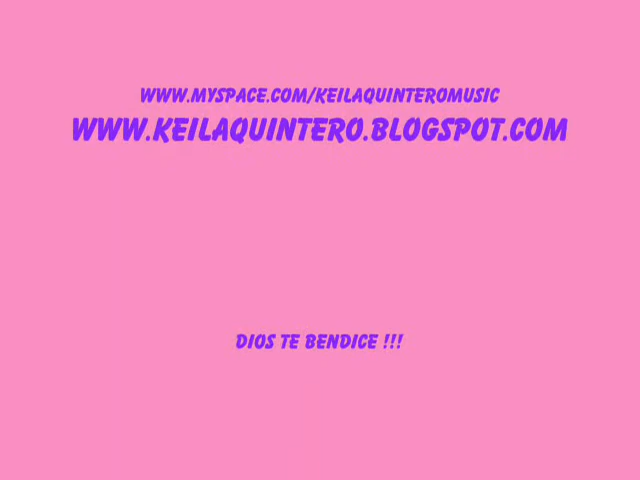 WWW.MYSPACE.COM/KEILAQUINTEROMUSIC
WWW.KEILAQUINTERO.BLOGSPOT.COM
DIOS TE BENDICE !!!